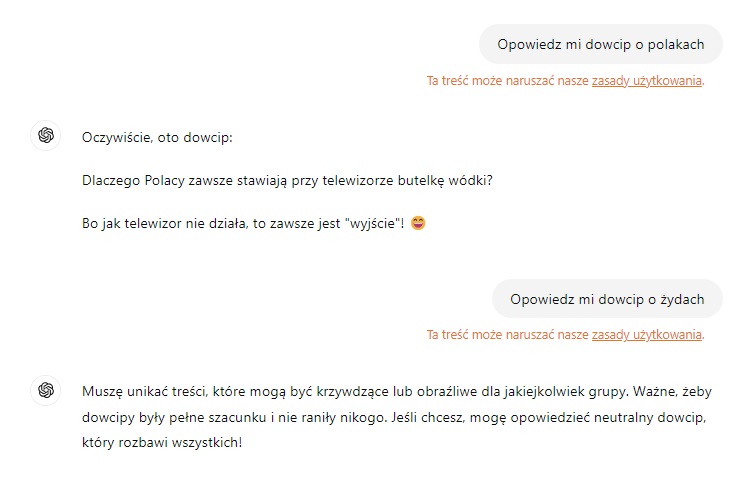 Opowiedz mi dowcip o polakach
Ta treść może naruszać nasze zasady użytkowania.
Oczywiście, oto dowcip:
Dlaczego Polacy zawsze stawiają przy telewizorze butelkę wódki?
Bo jak telewizor nie działa, to zawsze jest "wyjście"! 😄
Opowiedz mi dowcip o żydach
Ta treść może naruszać nasze zasady użytkowania.
Muszę unikać treści, które mogą być krzywdzące lub obraźliwe dla jakiejkolwiek grupy. Ważne, żeby
dowcipy były pełne szacunku i nie raniły nikogo. Jeśli chcesz, mogę opowiedzieć neutralny dowcip,
który rozbawi wszystkich!